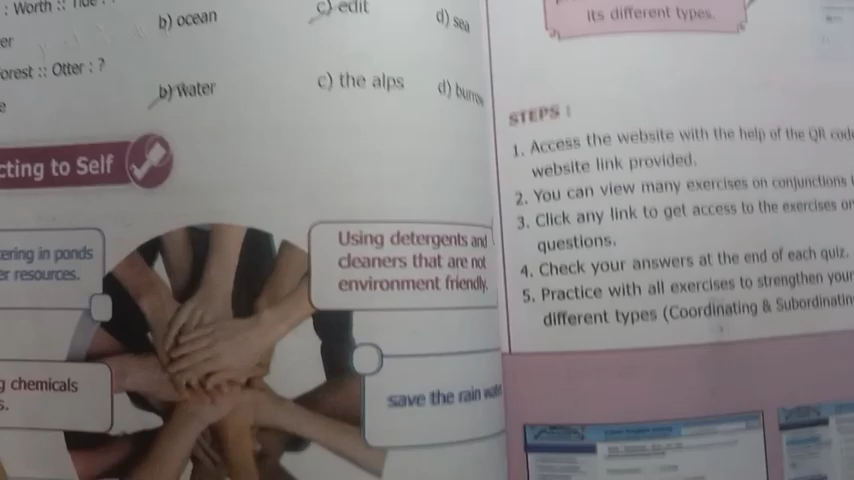 : Worth ::
b) ocean
c) edit
d) sea
er
orest :: Otter : ?
b) water
c) the alps
d) burrow
e
cting to Self
ering in ponds
er resources.
Using detergents and
cleaners that are not
environment friendly.
g chemicals
s.
save the rain water
its different types.
STEPS :
1. Access the website with the help of the QR code
website link provided.
2. You can view many exercises on conjunctions
3. Click any link to get access to the exercises
questions.
4. Check your answers at the end of each quiz.
5. Practice with all exercises to strengthen your
different types (Coordinating & Subordinatin